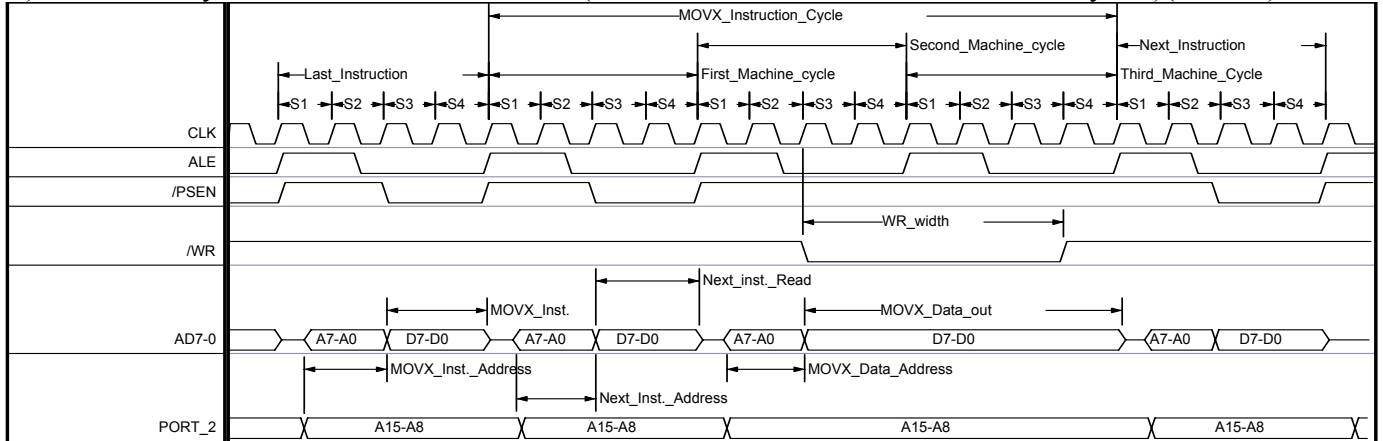 MOVX_Instruction_Cycle
Second_Machine_cycle Next_Instruction
Last_Instruction First_Machine_cycle Third_Machine_Cycle
S1 S2 S3 S4 S1 S2 S3 S4 S1 S2 S3 S4 S1 S2 S3 S4 S1 S2 S3 S4
CLK
ALE
/PSEN
WR_width
/WR
Next_inst._Read
MOVX_Inst. MOVX_Data_out
AD7-0 A7-A0 D7-D0 A7-A0 D7-D0 A7-A0 D7-D0 A7-A0 D7-D0
MOVX_Inst._Address MOVX_Data_Address
Next_Inst._Address
PORT_2 A15-A8 A15-A8 A15-A8 A15-A8